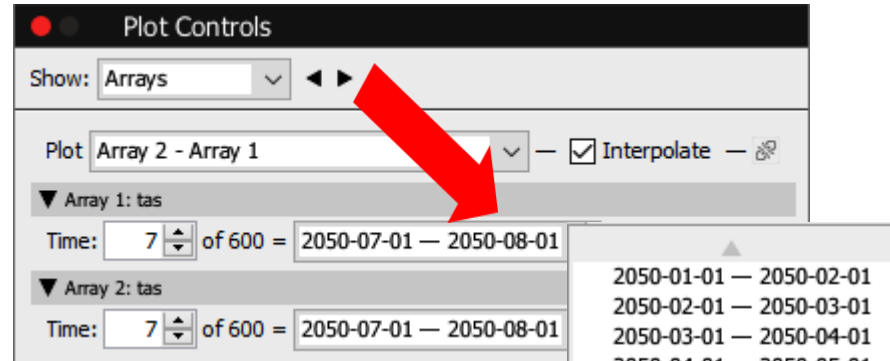 Plot Controls
Show: Arrays
Plot Array 2 - Array 1 — Interpolate —
Array 1: tas
Time: 7 of 600 = 2050-07-01 — 2050-08-01
Array 2: tas
Time: 7 of 600 = 2050-07-01 — 2050-08-01
2050-01-01 — 2050-02-01
2050-02-01 — 2050-03-01
2050-03-01 — 2050-04-01